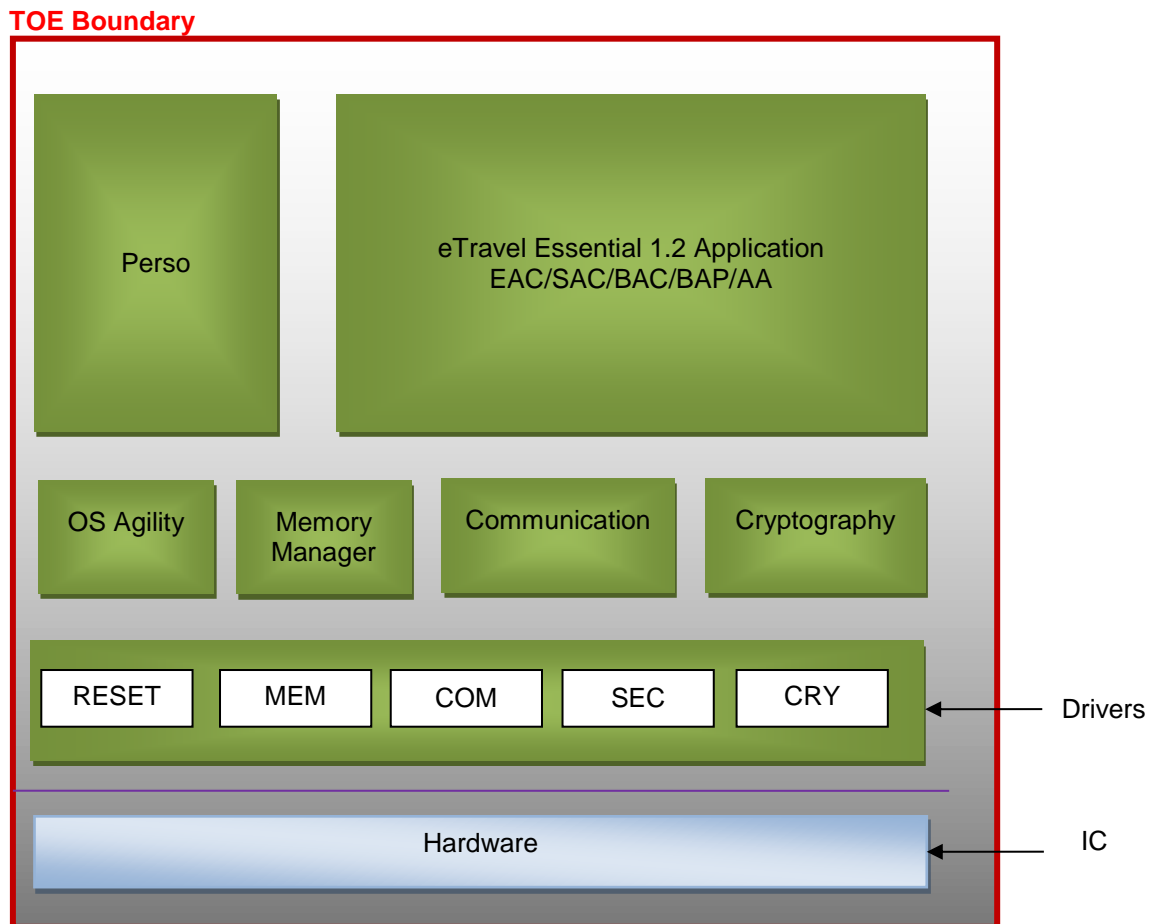 TOE Boundary
Perso
eTravel Essential 1.2 Application
EAC/SAC/BAC/BAP/AA
OS Agility
Memory
Manager
Communication
Cryptography
RESET
MEM
COM
SEC
CRY
Drivers
Hardware
IC